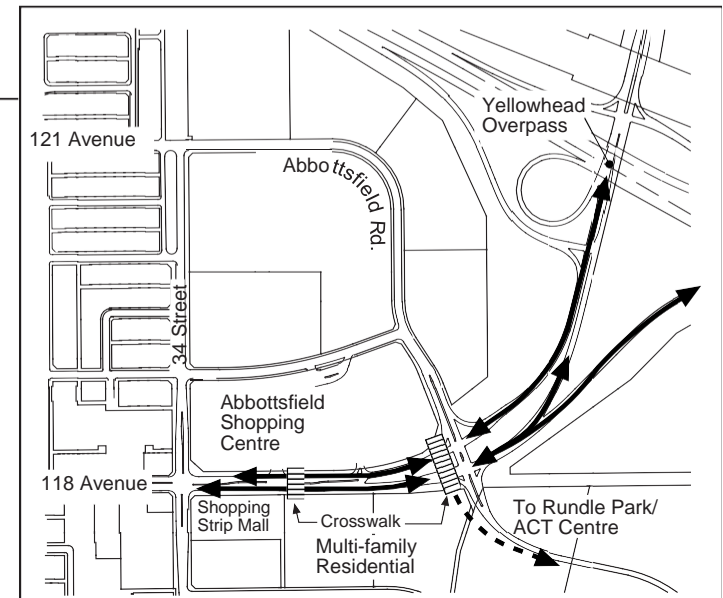 Yellowhead
Overpass
121 Avenue
Abbottsfield Rd.
34 Street
Abbottsfield
Shopping
Centre
118 Avenue
Shopping
Strip Mall
Crosswalk
Multi-family
Residential
To Rundle Park/
ACT Centre